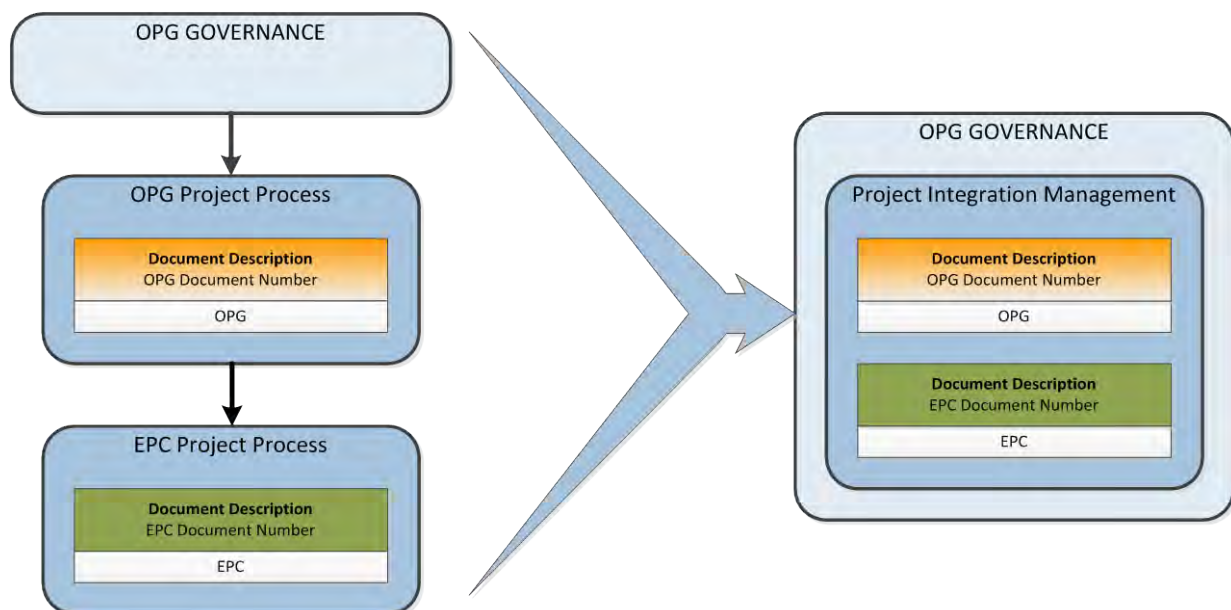 OPG GOVERNANCE
OPG Project Process
Document Description
OPG Document Number
OPG
EPC Project Process
Document Description
EPC Document Number
EPC
OPG GOVERNANCE
Project Integration Management
Document Description
OPG Document Number
OPG
Document Description
EPC Document Number
EPC